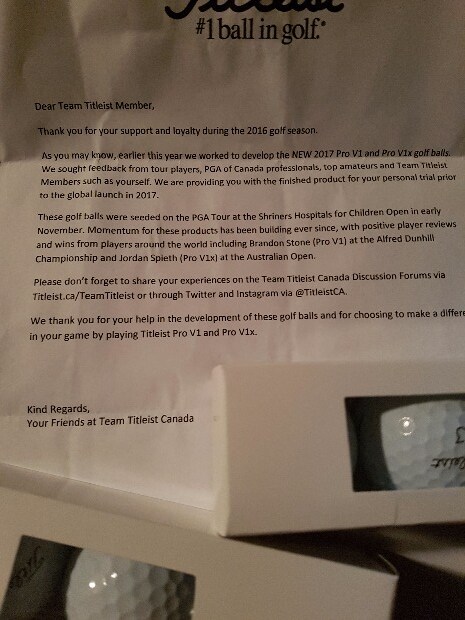 Titleist
#1 ball in golf.®
Dear Team Titleist Member,
Thank you for your support and loyalty during the 2016 golf season.
As you may know, earlier this year we worked to develop the NEW 2017 Pro V1 and Pro V1x golf balls.
We sought feedback from tour players, PGA of Canada professionals, top amateurs and Team Titleist
Members such as yourself. We are providing you with the finished product for your personal trial prior
to the global launch in 2017.
These golf balls were seeded on the PGA Tour at the Shriners Hospitals for Children Open in early
November. Momentum for these products has been building ever since, with positive player reviews
and wins from players around the world including Brandon Stone (Pro V1) at the Alfred Dunhill
Championship and Jordan Spieth (Pro V1x) at the Australian Open.
Please don't forget to share your experiences on the Team Titleist Canada Discussion Forums via
Titleist.ca/TeamTitleist or through Twitter and Instagram via @TitleistCA.
We thank you for your help in the development of these golf balls and for choosing to make a differe
in your game by playing Titleist Pro V1 and Pro V1x.
Kind Regards,
Your Friends at Team Titleist Canada